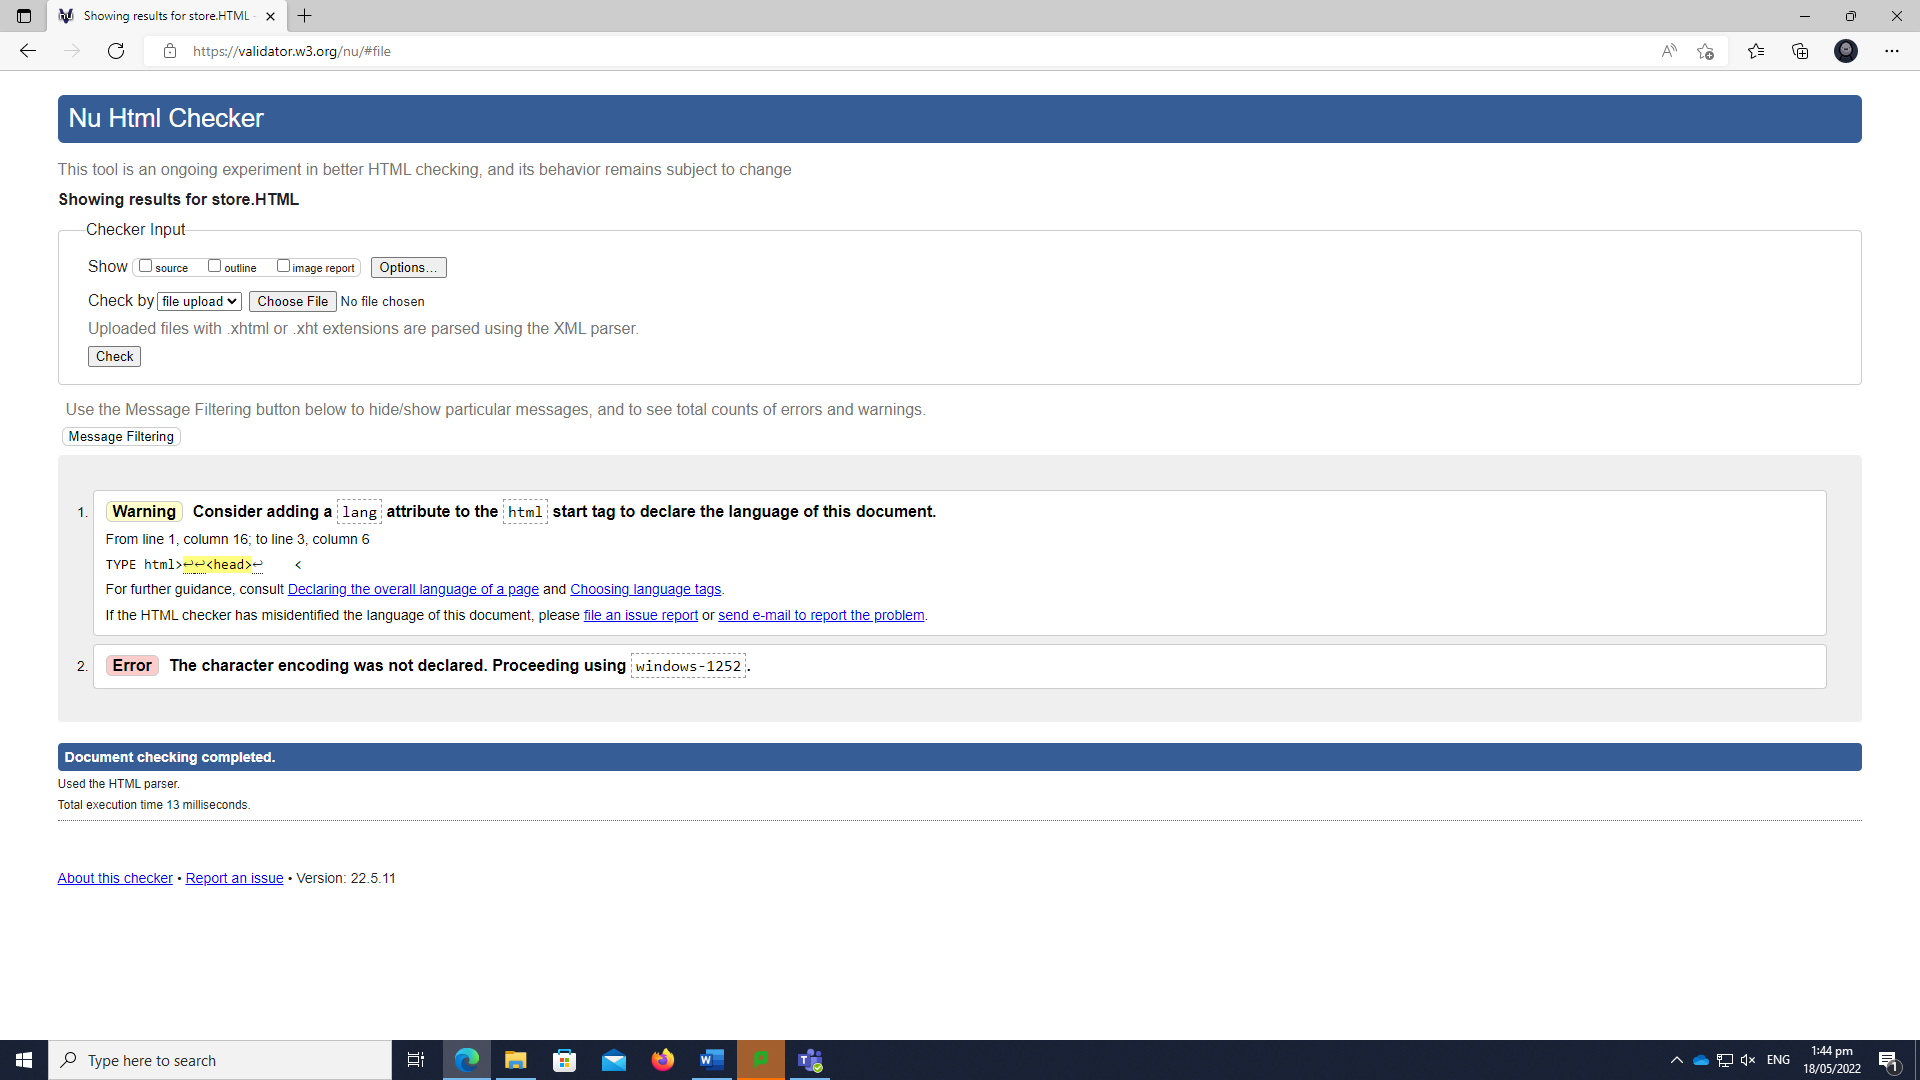 Showing results for store.HTML -
https://validator.w3.org/nu/#file
Nu Html Checker
This tool is an ongoing experiment in better HTML checking, and its behavior remains subject to change
Showing results for store.HTML
Checker Input
Show source outline image report Options...
Check by file upload Choose File No file chosen
Uploaded files with .xhtml or .xht extensions are parsed using the XML parser.
Check
Use the Message Filtering button below to hide/show particular messages, and to see total counts of errors and warnings.
Message Filtering
1. Warning Consider adding a lang attribute to the html start tag to declare the language of this document.
From line 1, column 16; to line 3, column 6
TYPE html>↩↩<head>↩ <
For further guidance, consult Declaring the overall language of a page and Choosing language tags.
If the HTML checker has misidentified the language of this document, please file an issue report or send e-mail to report the problem.
2. Error The character encoding was not declared. Proceeding using windows-1252.
Document checking completed.
Used the HTML parser.
Total execution time 13 milliseconds.
About this checker • Report an issue • Version: 22.5.11
Type here to search
ENG
1:44 pm
18/05/2022
1